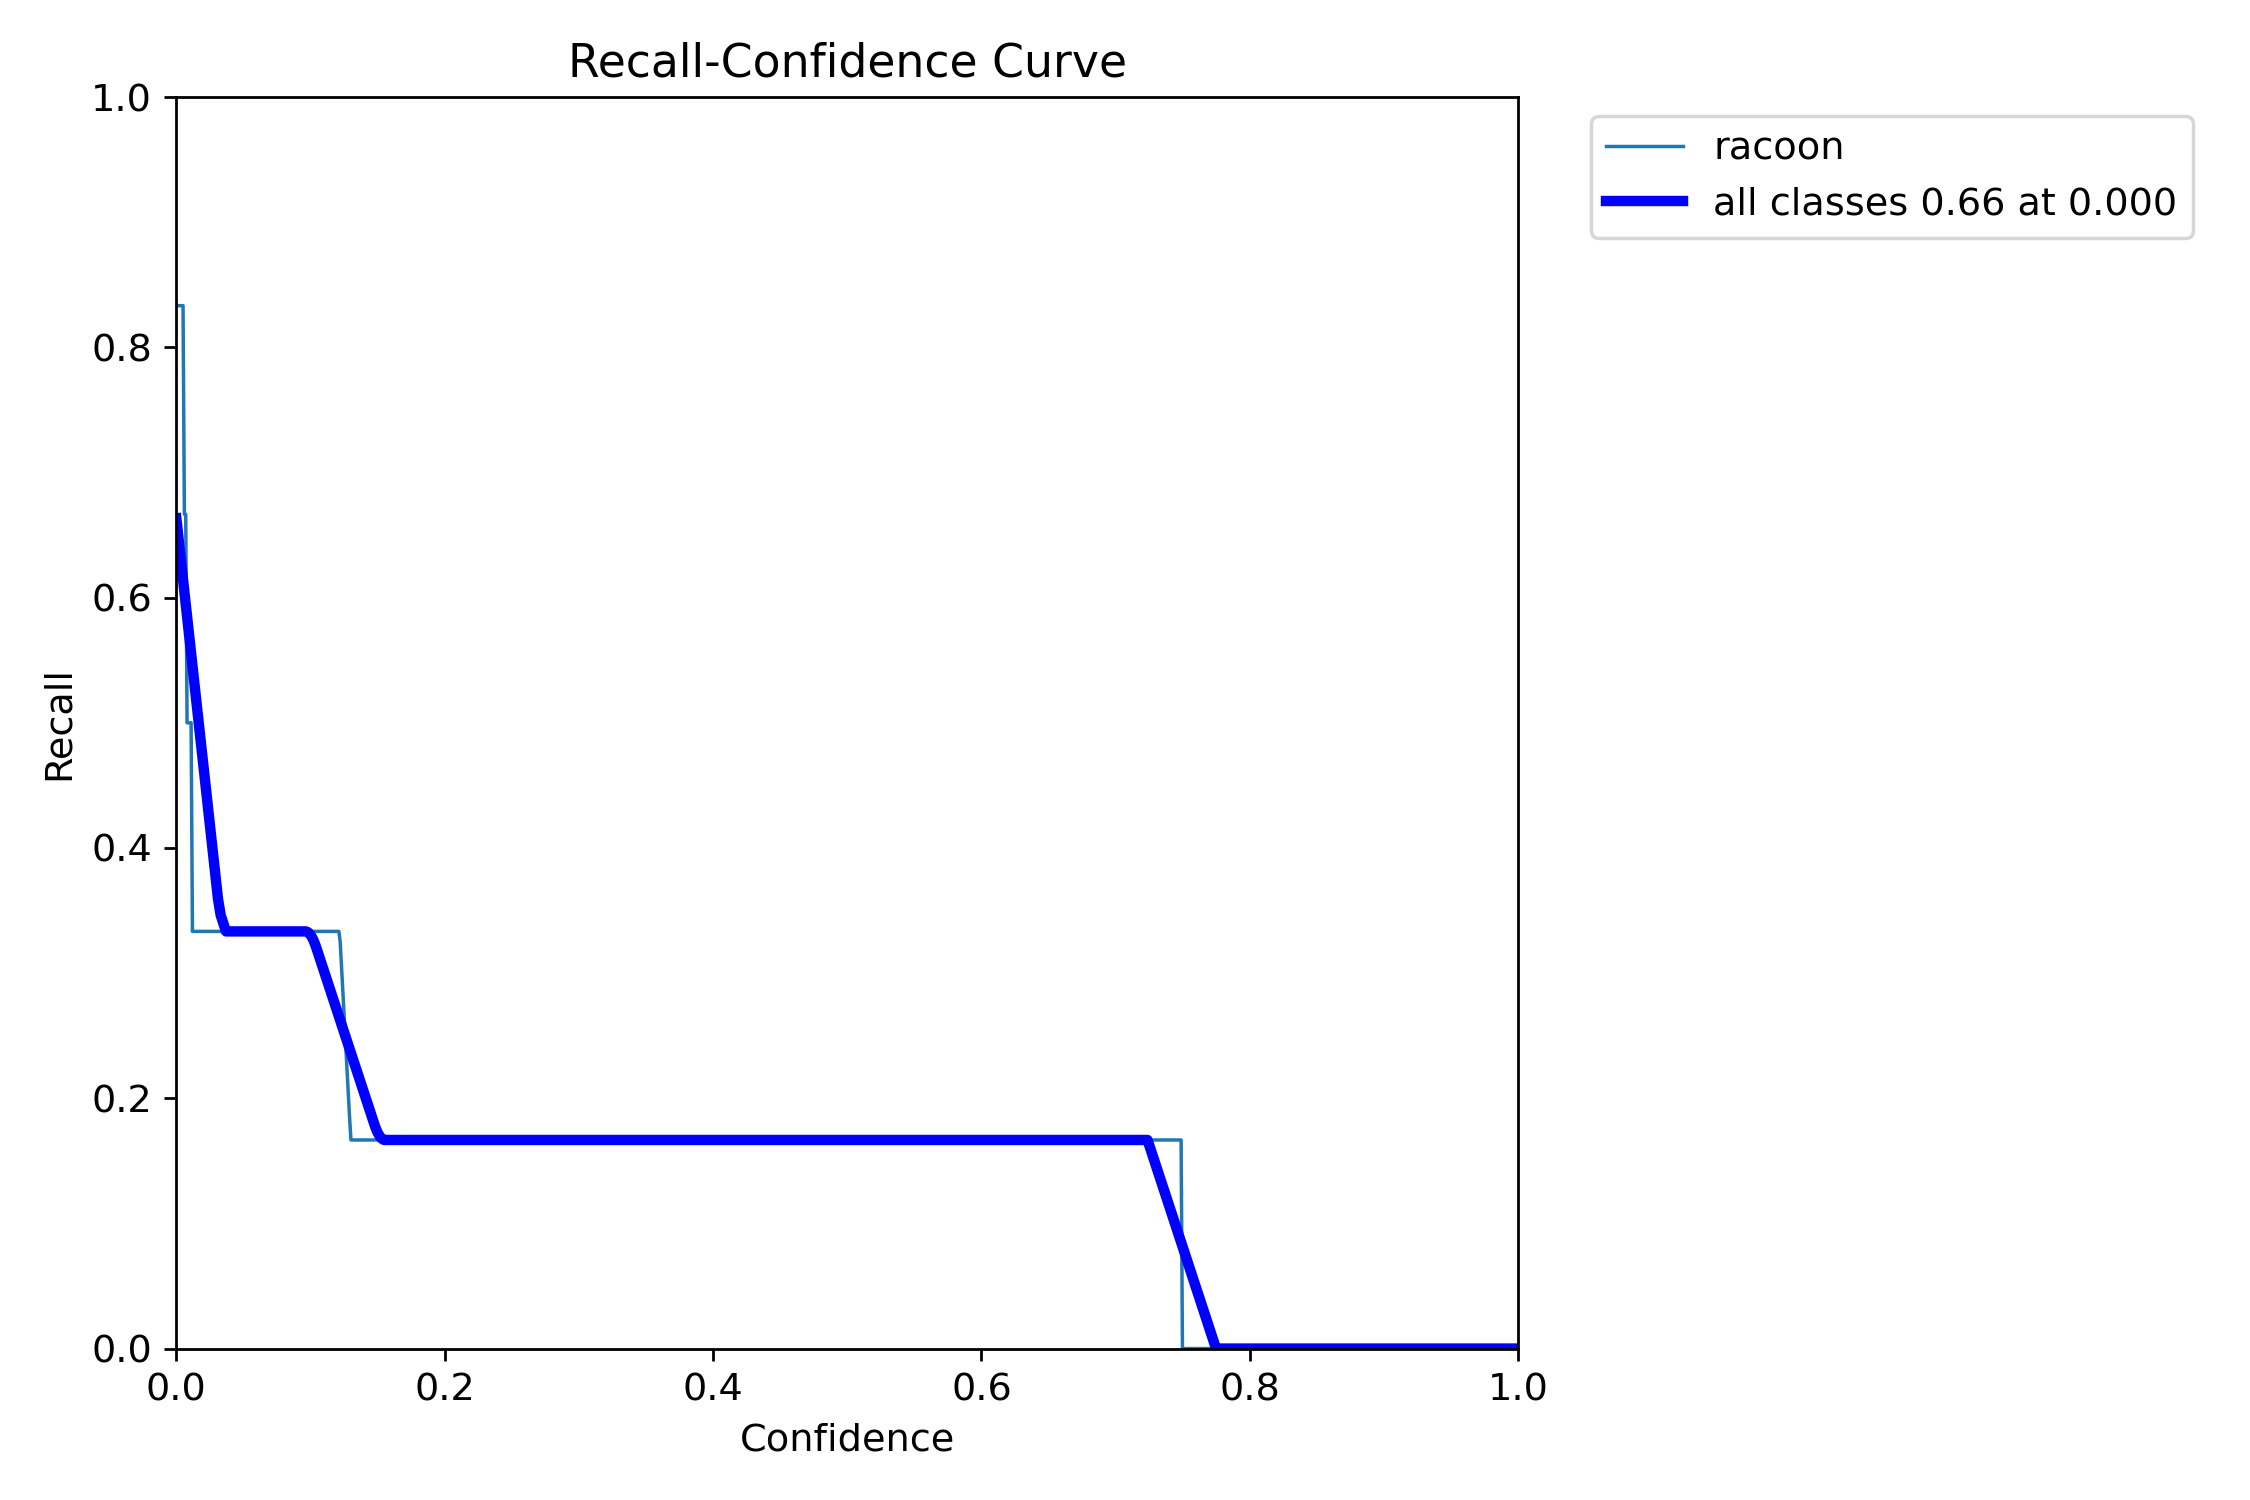 Recall-Confidence Curve
1.0
0.8
0.6
0.4
0.2
0.0
Recall
0.0 0.2 0.4 0.6 0.8 1.0
Confidence
racoon
all classes 0.66 at 0.000